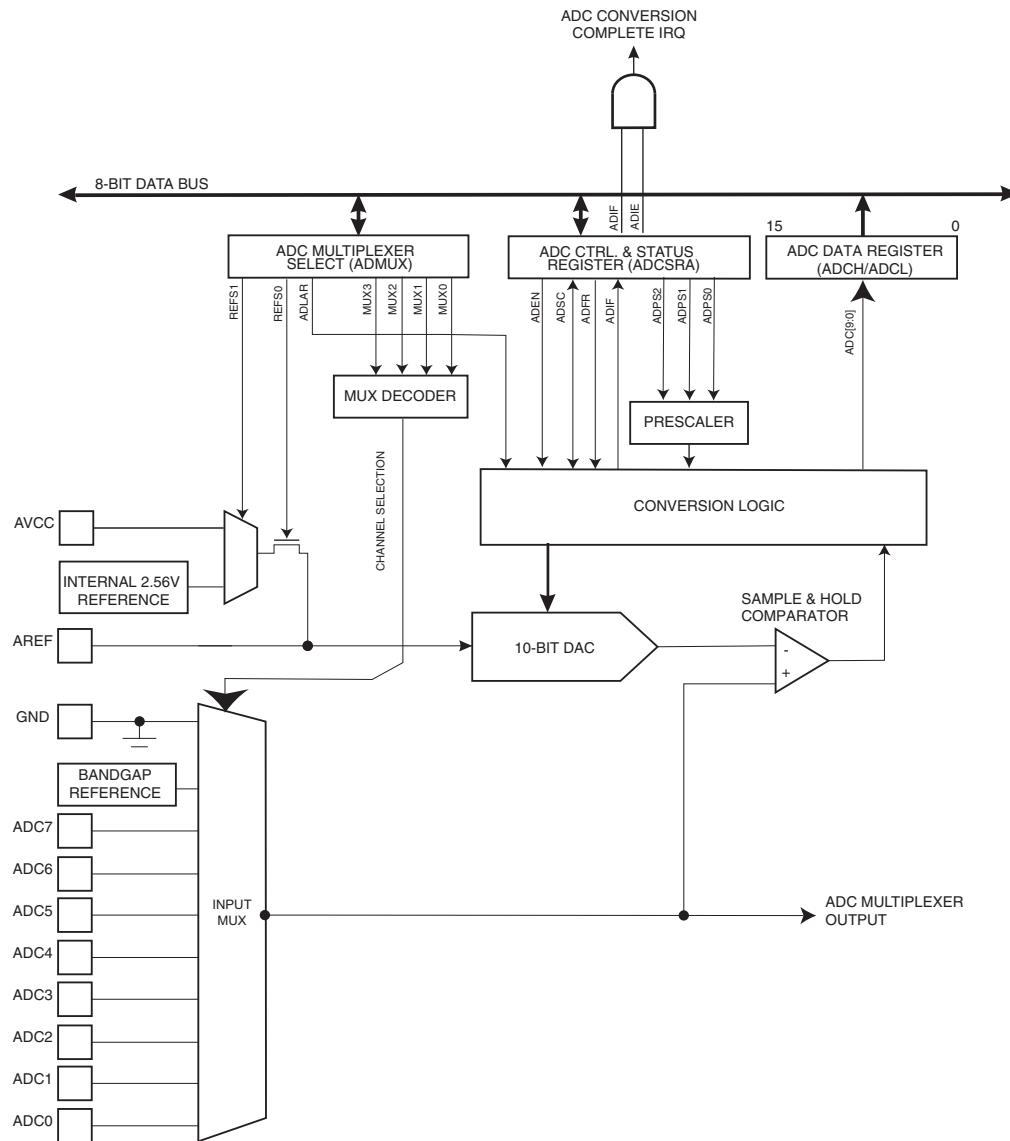 ADC CONVERSION
COMPLETE IRQ
8-BIT DATA BUS
ADIF
ADIE
15
0
ADC MULTIPLEXER
SELECT (ADMUX)
ADC CTRL. & STATUS
REGISTER (ADCSRA)
ADC DATA REGISTER
(ADCH/ADCL)
REFS1
REFS0
ADLAR
MUX3
MUX2
MUX1
MUX0
ADEN
ADSC
ADFR
ADIF
ADPS2
ADPS1
ADPS0
ADC[9:0]
MUX DECODER
PRESCALER
CHANNEL SELECTION
CONVERSION LOGIC
AVCC
INTERNAL 2.56V
REFERENCE
SAMPLE & HOLD
COMPARATOR
AREF
10-BIT DAC
-
+
GND
BANDGAP
REFERENCE
ADC7
ADC6
ADC5
INPUT
MUX
ADC MULTIPLEXER
OUTPUT
ADC4
ADC3
ADC2
ADC1
ADC0